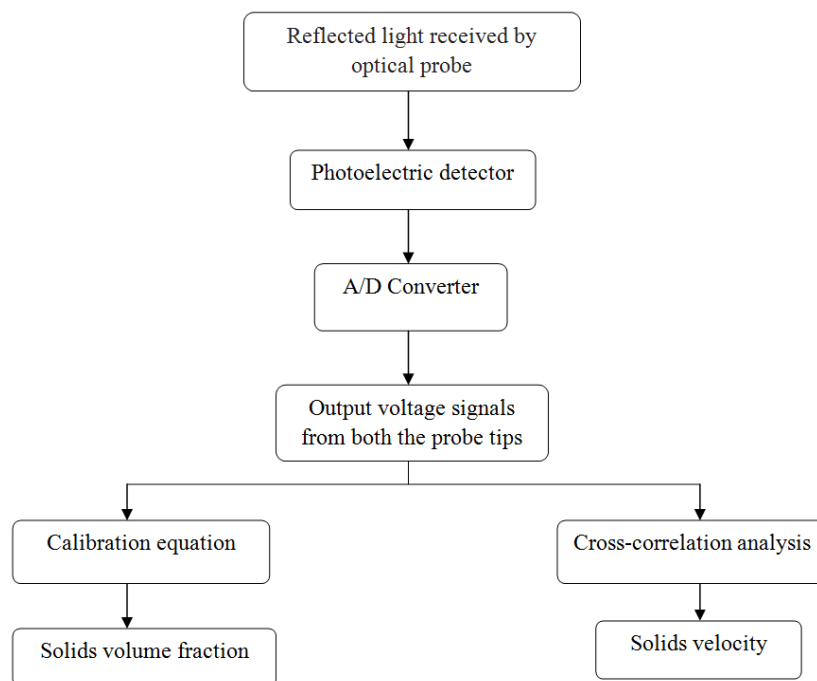 Reflected light received by
optical probe
Photoelectric detector
A/D Converter
Output voltage signals
from both the probe tips
Calibration equation
Cross-correlation analysis
Solids volume fraction
Solids velocity